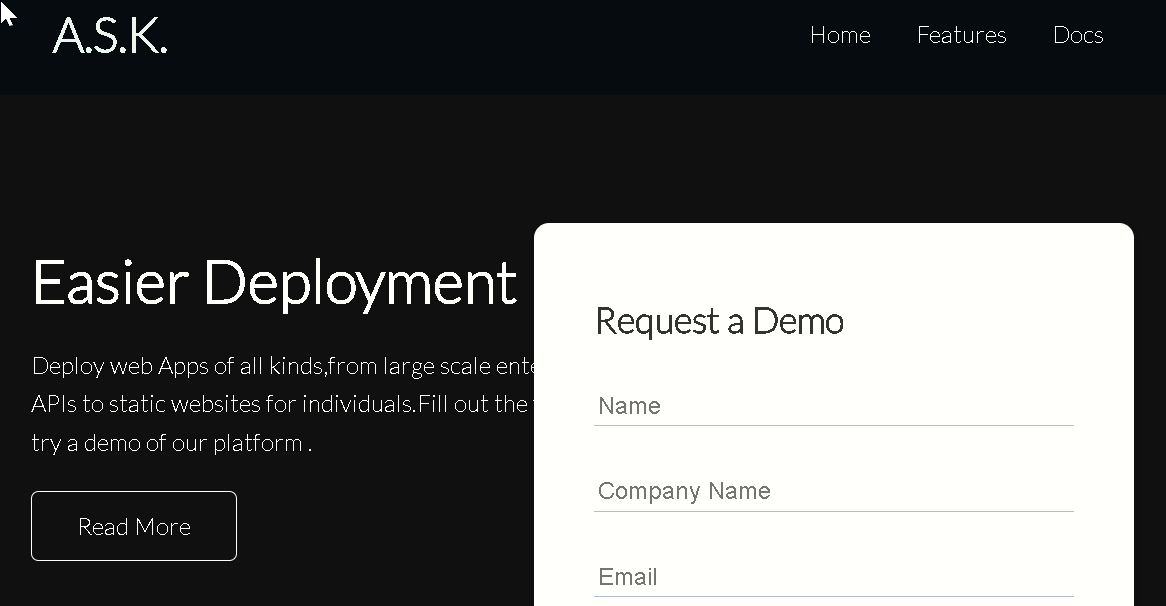 A.S.K.
Home Features Docs
Easier Deployment
Deploy web Apps of all kinds,from large scale
APIs to static websites for individuals.Fill out the
try a demo of our platform .
Read More
Request a Demo
Name
Company Name
Email